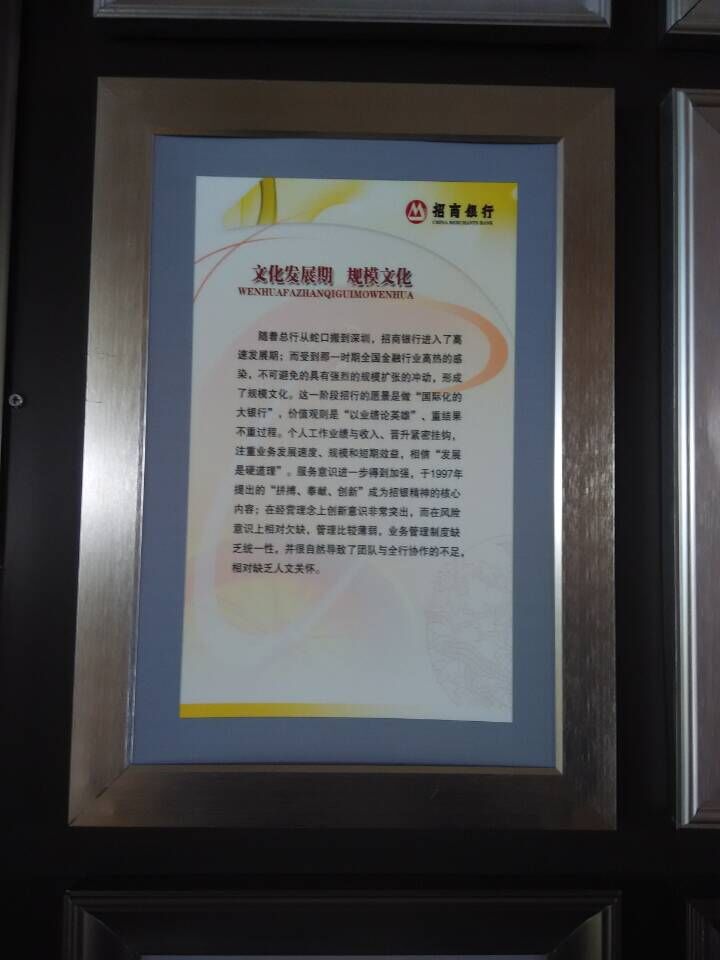 招商银行
CHINA MERCHANTS BANK
文化发展期 规模文化
WENHUAFAZHANQIGUIMOWENHUA
随着总行从蛇口搬到深圳，招商银行进入了高
速发展期；而受到那一时期全国金融行业高热的感
染，不可避免的具有强烈的规模扩张的冲动，形成
了规模文化。这一阶段招行的愿景是做“国际化的
大银行”，价值观则是“以业绩论英雄”、重结果
不重过程。个人工作业绩与收入、晋升紧密挂钩，
注重业务发展速度、规模和短期效益，相信“发展
是硬道理”。服务意识进一步得到加强，于1997年
提出的“拼搏、奉献、创新”成为招银精神的核心
内容；在经营理念上创新意识非常突出，而在风险
意识上相对欠缺，管理比较薄弱，业务管理制度缺
乏统一性，并很自然导致了团队与全行协作的不足，
相对缺乏人文关怀。